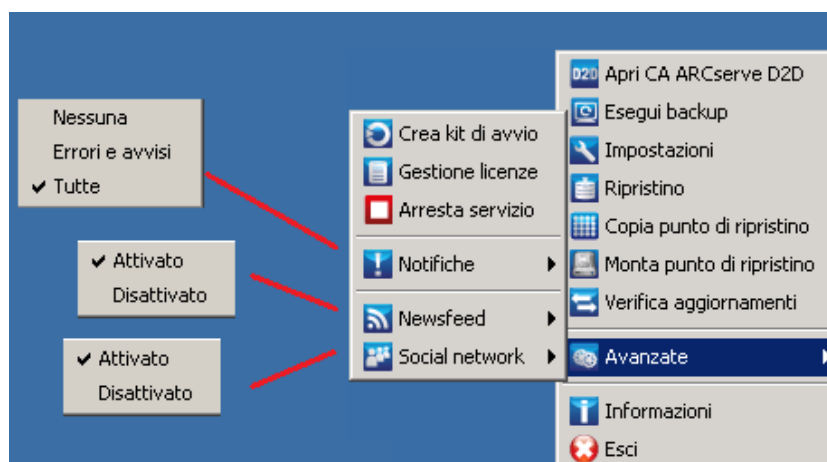 Nessuna
Errori e avvisi
Tutte
Attivato
Disattivato
Attivato
Disattivato
Crea kit di avvio
Gestione licenze
Arresta servizio
Notifiche
Newsfeed
Social network
D2D Apri CA ARCserve D2D
Esegui backup
Impostazioni
Ripristino
Copia punto di ripristino
Monta punto di ripristino
Verifica aggiornamenti
Avanzate
Informazioni
Esci